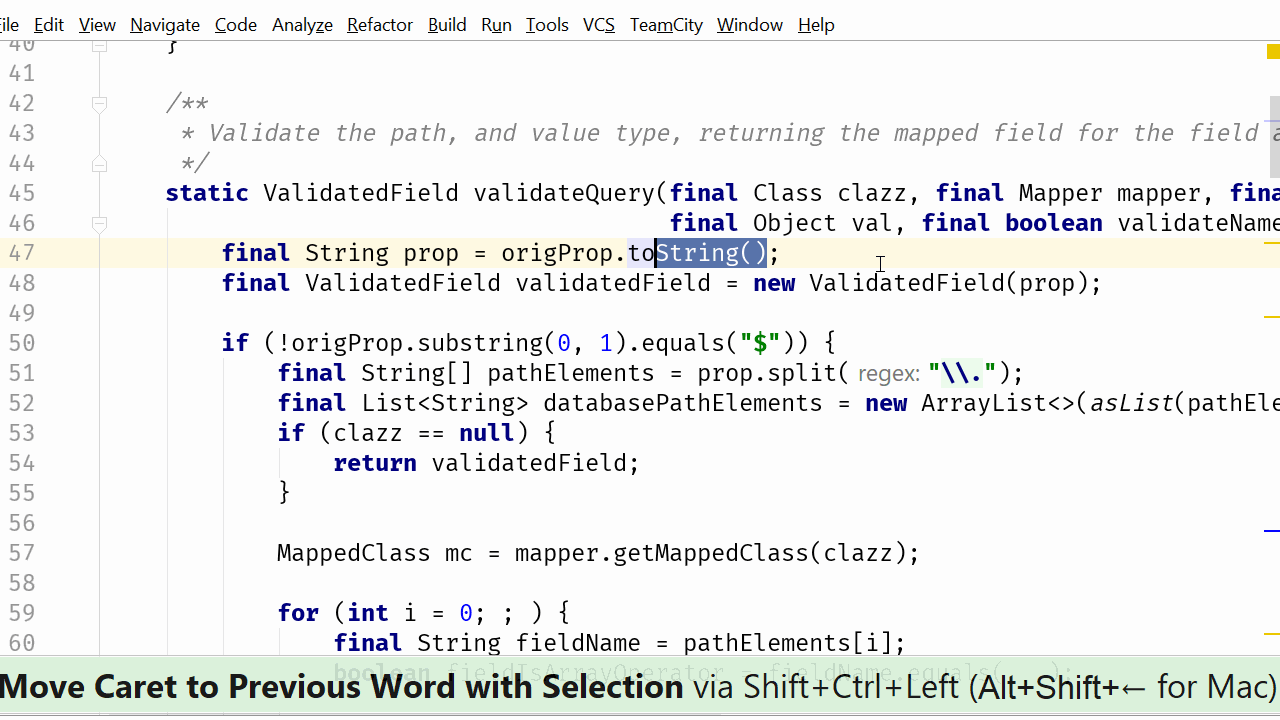 ile Edit View Navigate Code Analyze Refactor Build Run Tools VCS TeamCity Window Help
40 }
41
42 /**
43 * Validate the path, and value type, returning the mapped field for the field a
44 */
45 static ValidatedField validateQuery(final Class clazz, final Mapper mapper, fina
46 final Object val, final boolean validateName
47 final String prop = origProp.toString();
48 final ValidatedField validatedField = new ValidatedField(prop);
49
50 if (!origProp.substring(0, 1).equals("$")) {
51 final String[] pathElements = prop.split( regex: "\\.");
52 final List<String> databasePathElements = new ArrayList<>(asList(pathEle
53 if (clazz == null) {
54 return validatedField;
55 }
56
57 MappedClass mc = mapper.getMappedClass(clazz);
58
59 for (int i = 0; ; ) {
60 final String fieldName = pathElements[i];
boolean fieldIsArrayOperator = fieldName.equals( );
Move Caret to Previous Word with Selection via Shift+Ctrl+Left (Alt+Shift+← for Mac)